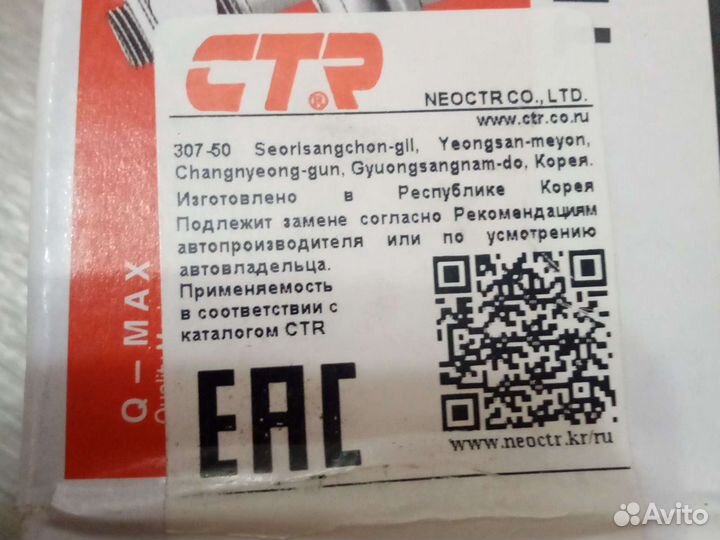 CTR®
NEOCTR CO., LTD.
www.ctr.co.ru
307-50 Seorisangchon-gil, Yeongsan-meyon,
Changnyeong-gun, Gyuongsangnam-do, Корея.
Изготовлено в Республике Корея
Подлежит замене согласно Рекомендациям
автопроизводителя или по усмотрению
автовладельца.
Применяемость
в соответствии с
каталогом CTR
EAC
www.neoctr.kr/ru
Q – MAX
Quality
Avito